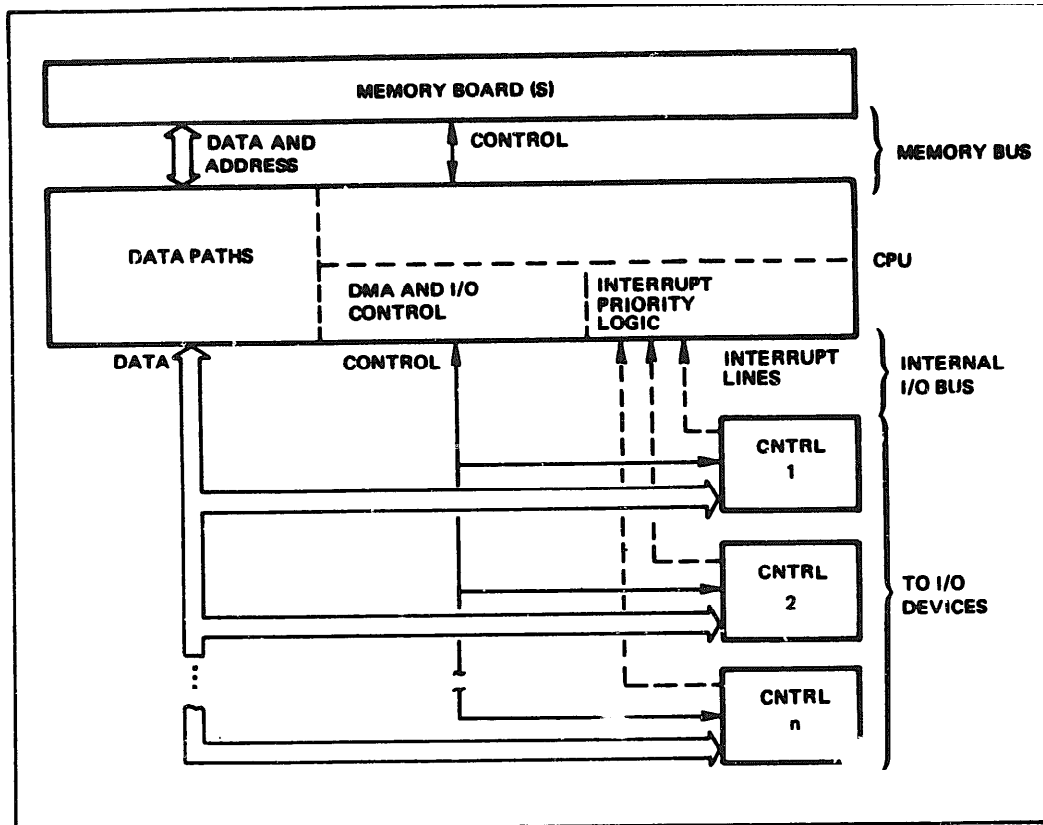 MEMORY BOARD (S)
DATA AND
ADDRESS
CONTROL
MEMORY BUS
DATA PATHS
CPU
DMA AND I/O
CONTROL
INTERRUPT
PRIORITY
LOGIC
DATA
CONTROL
INTERRUPT
LINES
INTERNAL
I/O BUS
CNTRL
1
CNTRL
2
TO I/O
DEVICES
CNTRL
n